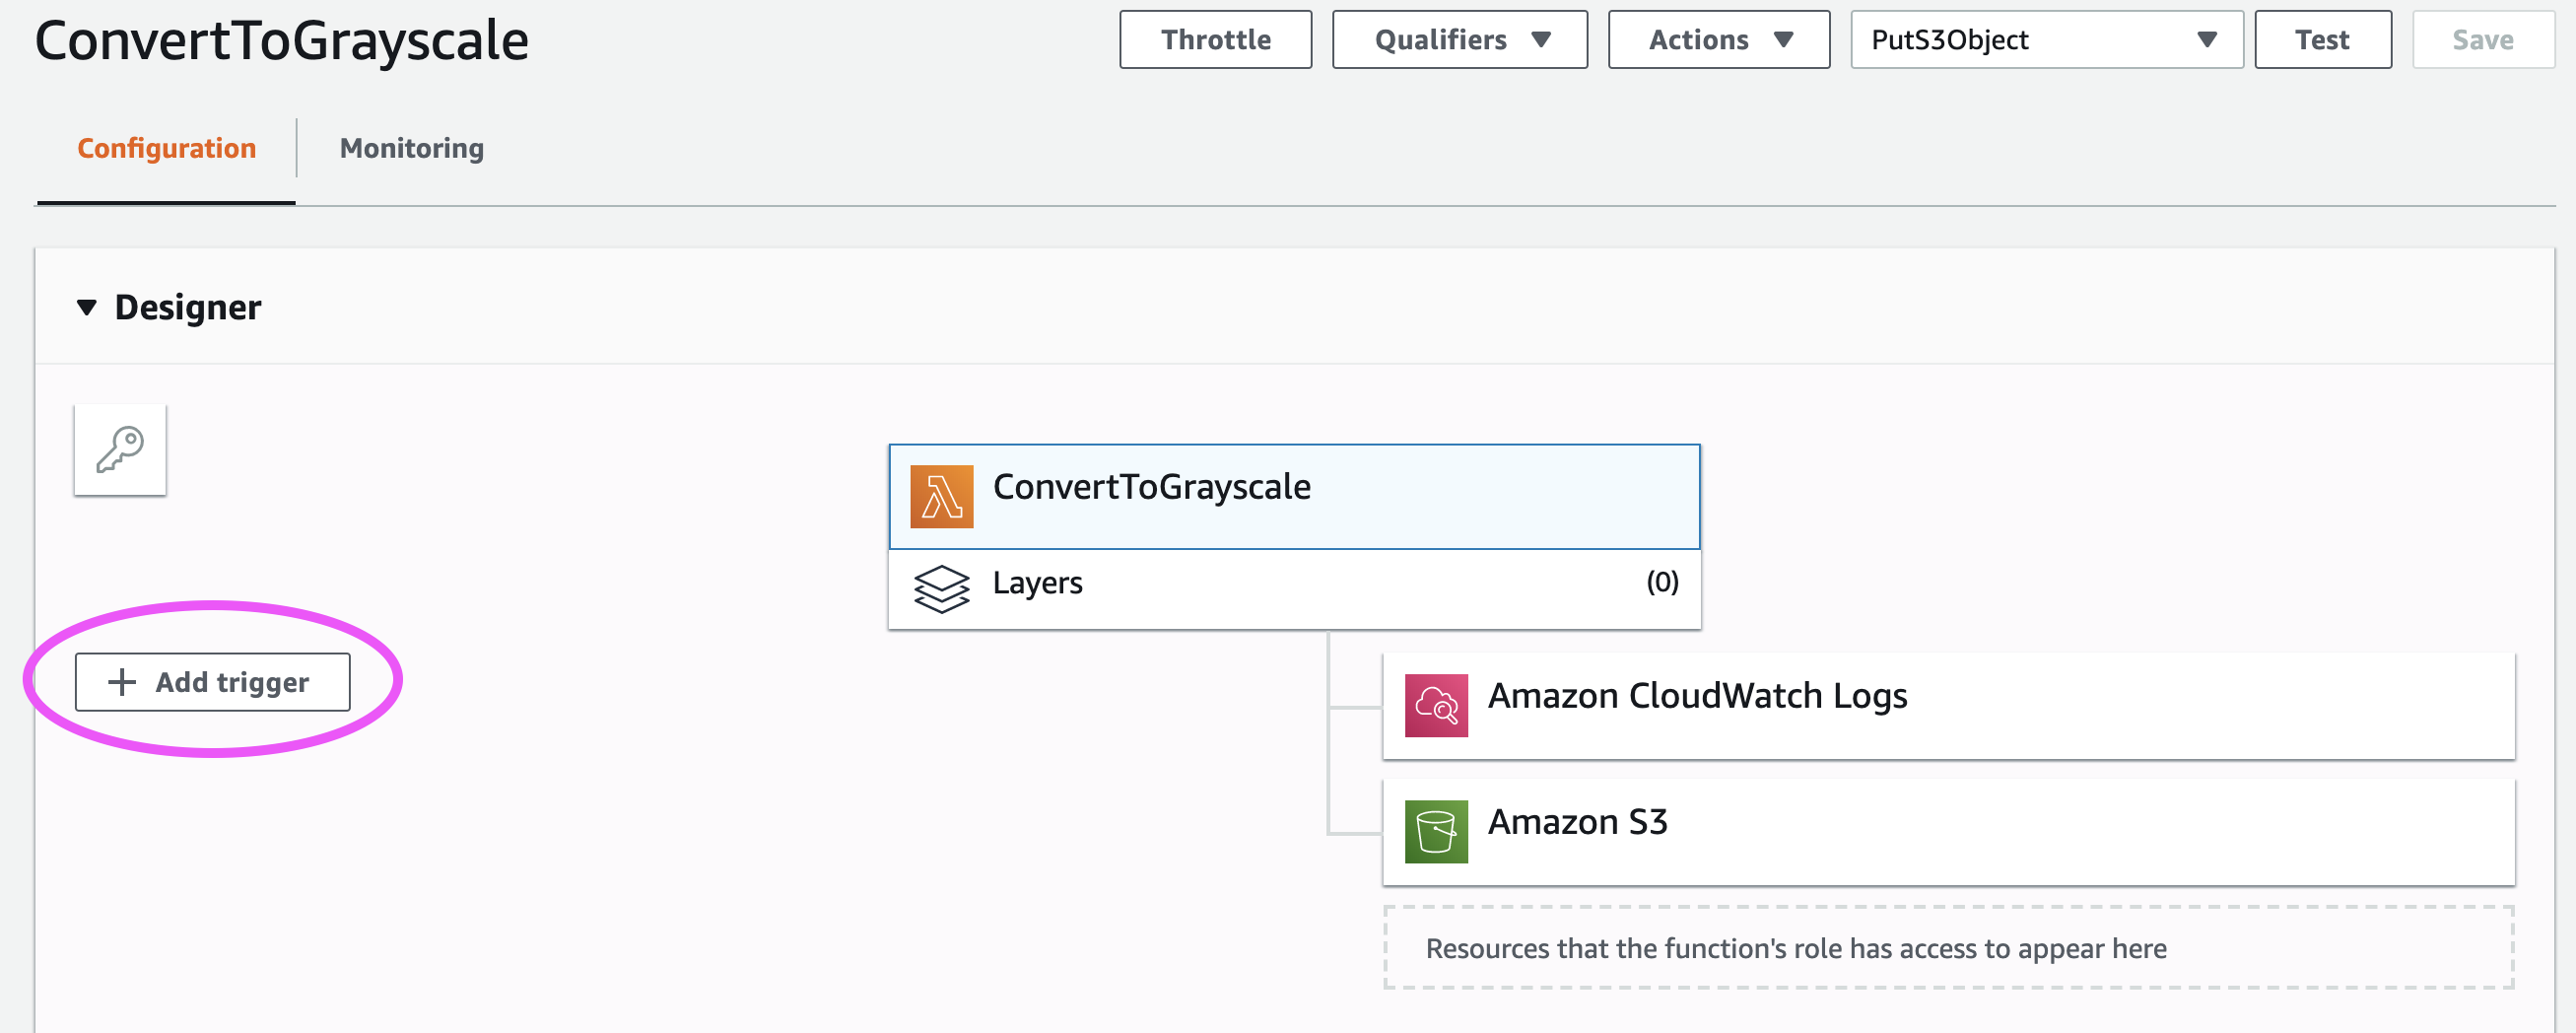 ConvertToGrayscale
Throttle
Qualifiers
Actions
PutS3Object
Test
Save
Configuration
Monitoring
Designer
ConvertToGrayscale
Layers
(0)
Add trigger
Amazon CloudWatch Logs
Amazon S3
Resources that the function's role has access to appear here